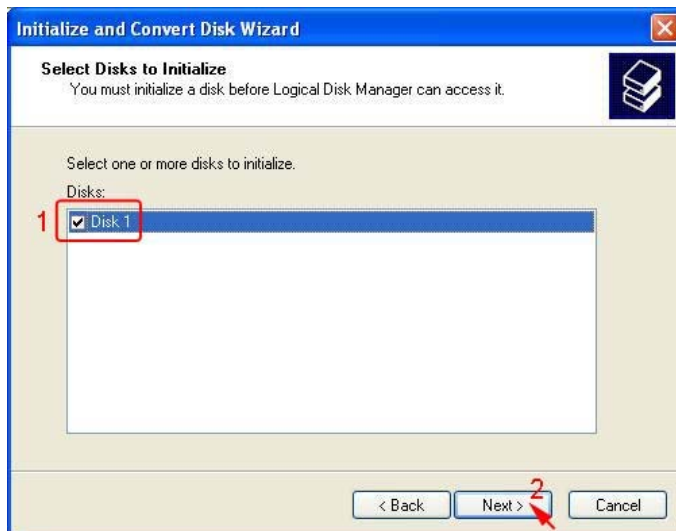 Initialize and Convert Disk Wizard
Select Disks to Initialize
You must initialize a disk before Logical Disk Manager can access it.
Select one or more disks to initialize.
Disks:
1
Disk 1
2
< Back
Next >
Cancel